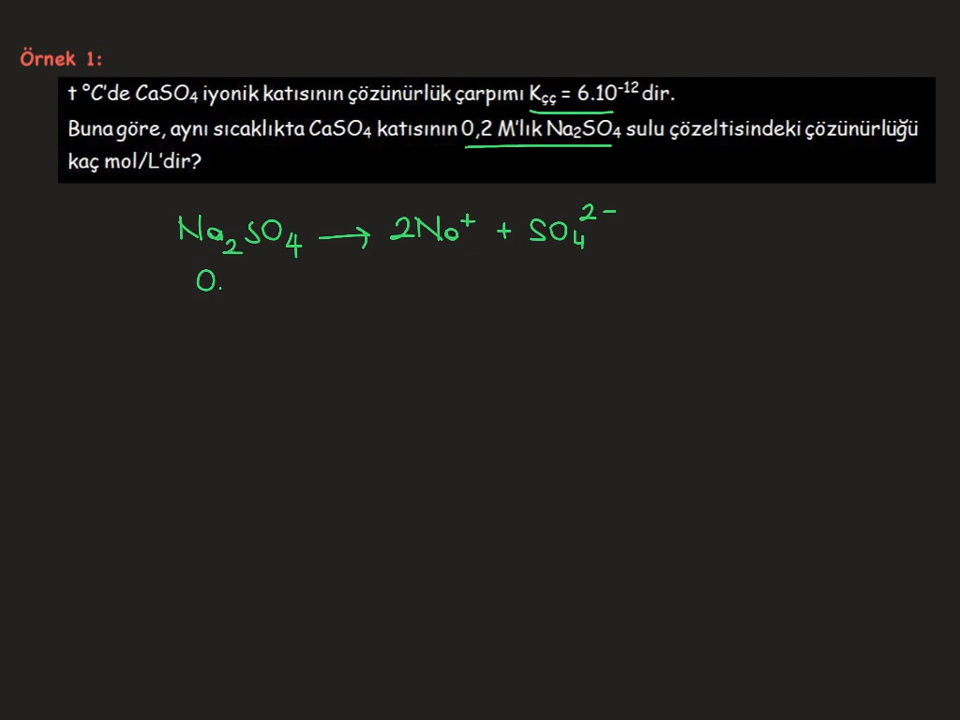 Örnek 1:
t °C'de CaSO₄ iyonik katısının çözünürlük çarpımı Kçç = 6.10⁻¹² dir.
Buna göre, aynı sıcaklıkta CaSO₄ katısının 0,2 M'lık Na₂SO₄ sulu çözeltisindeki çözünürlüğü
kaç mol/L'dir?
Na₂SO₄ → 2Na⁺ + SO₄²⁻
0.